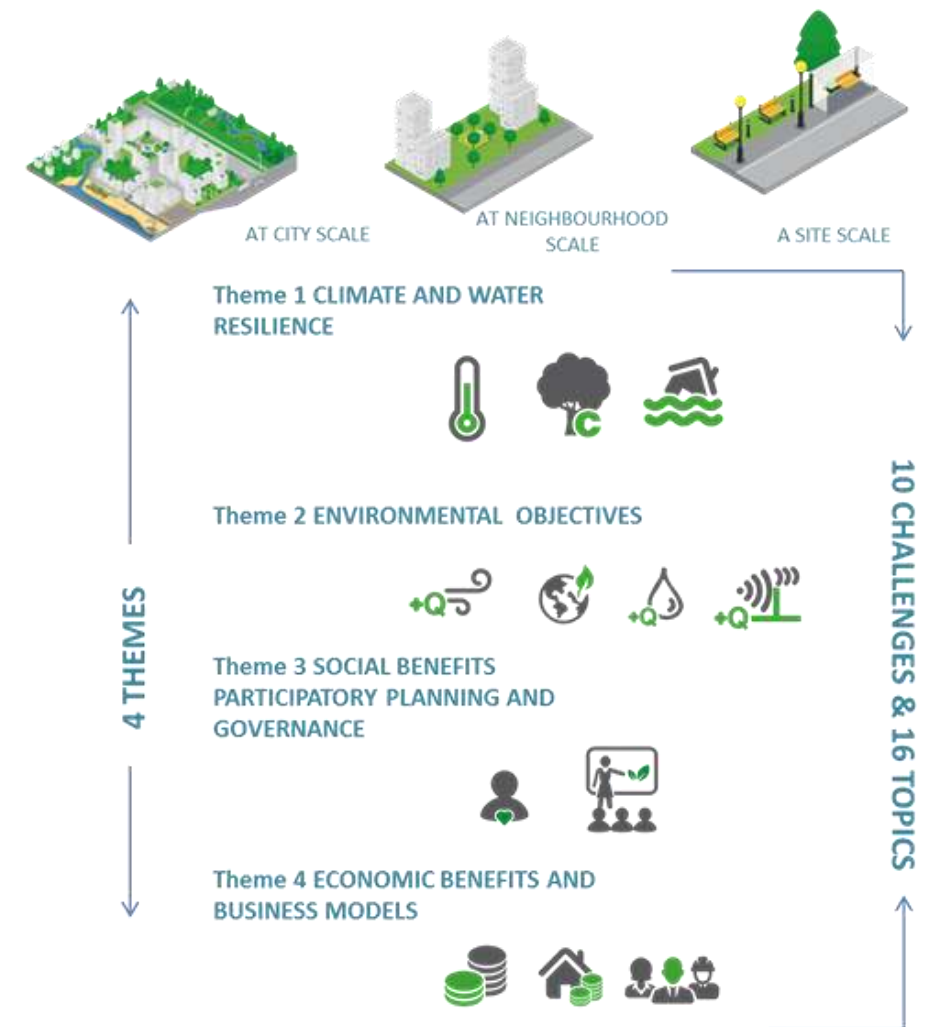 AT CITY SCALE
AT NEIGHBOURHOOD
SCALE
A SITE SCALE
Theme 1 CLIMATE AND WATER
RESILIENCE
C
Theme 2 ENVIRONMENTAL OBJECTIVES
+Q
+Q
+Q
Theme 3 SOCIAL BENEFITS
PARTICIPATORY PLANNING AND
GOVERNANCE
Theme 4 ECONOMIC BENEFITS AND
BUSINESS MODELS
4 THEMES
10 CHALLENGES & 16 TOPICS